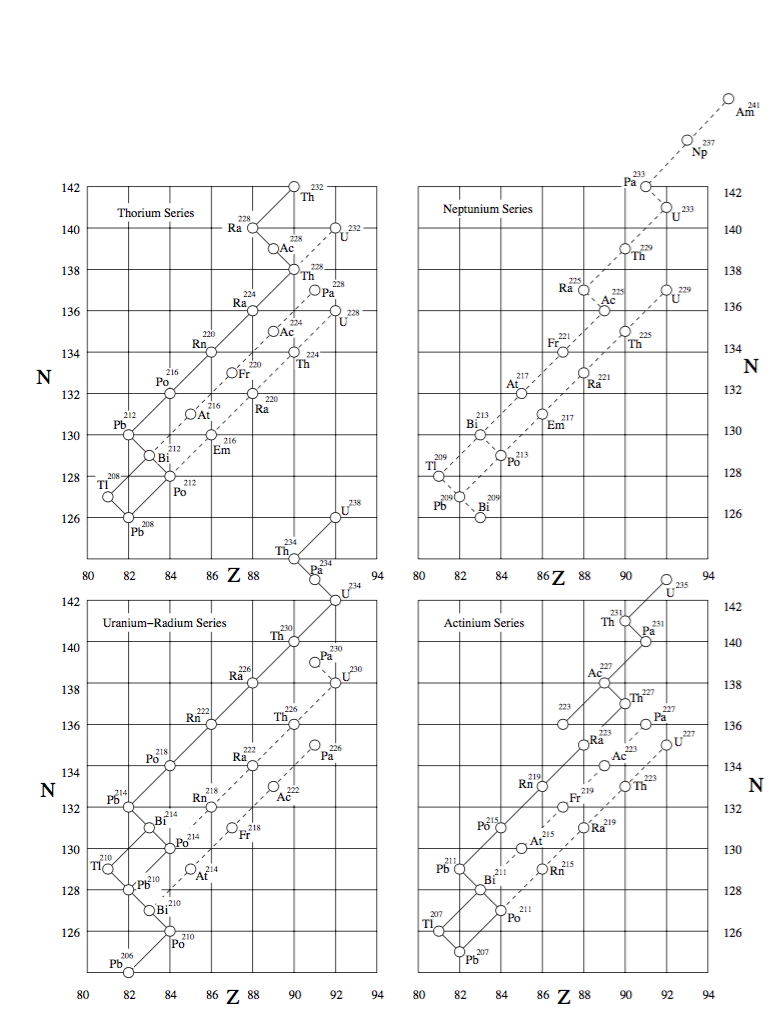 Thorium Series
Th 232
Ra 228
Ac 228
Th 228
U 232
Ra 224
Pa 228
U 228
Rn 220
Ac 224
Th 224
Po 216
Fr 220
Ra 220
Pb 212
At 216
Em 216
Bi 212
Po 212
Tl 208
Pb 208
N
142
140
138
136
134
132
130
128
126
80 82 84 86 Z 88 92 94
Neptunium Series
Am 241
Np 237
Pa 233
U 233
Th 229
Ra 225
Ac 225
U 229
Fr 221
Th 225
At 217
Ra 221
Bi 213
Em 217
Po 213
Tl 209
Pb 209
Bi 209
142
140
138
136
134
N
132
130
128
126
80 82 84 86 Z 88 90 92 94
Uranium−Radium Series
U 238
Th 234
Pa 234
U 234
Th 230
Pa 230
U 230
Ra 226
Rn 222
Th 226
Pa 226
Po 218
Ra 222
Ac 222
Pb 214
Rn 218
Bi 214
Po 214
Fr 218
Tl 210
At 214
Pb 210
Bi 210
Po 210
Pb 206
142
140
138
136
134
N
132
130
128
126
80 82 84 86 Z 88 90 92 94
Actinium Series
U 235
Th 231
Pa 231
Ac 227
Th 227
223
Pa 227
Ra 223
U 227
Ac 223
Rn 219
Th 223
Fr 219
Po 215
Ra 219
At 215
Pb 211
Rn 215
Bi 211
Po 211
Tl 207
Pb 207
142
140
138
136
134
N
132
130
128
126
80 82 84 86 Z 88 90 92 94